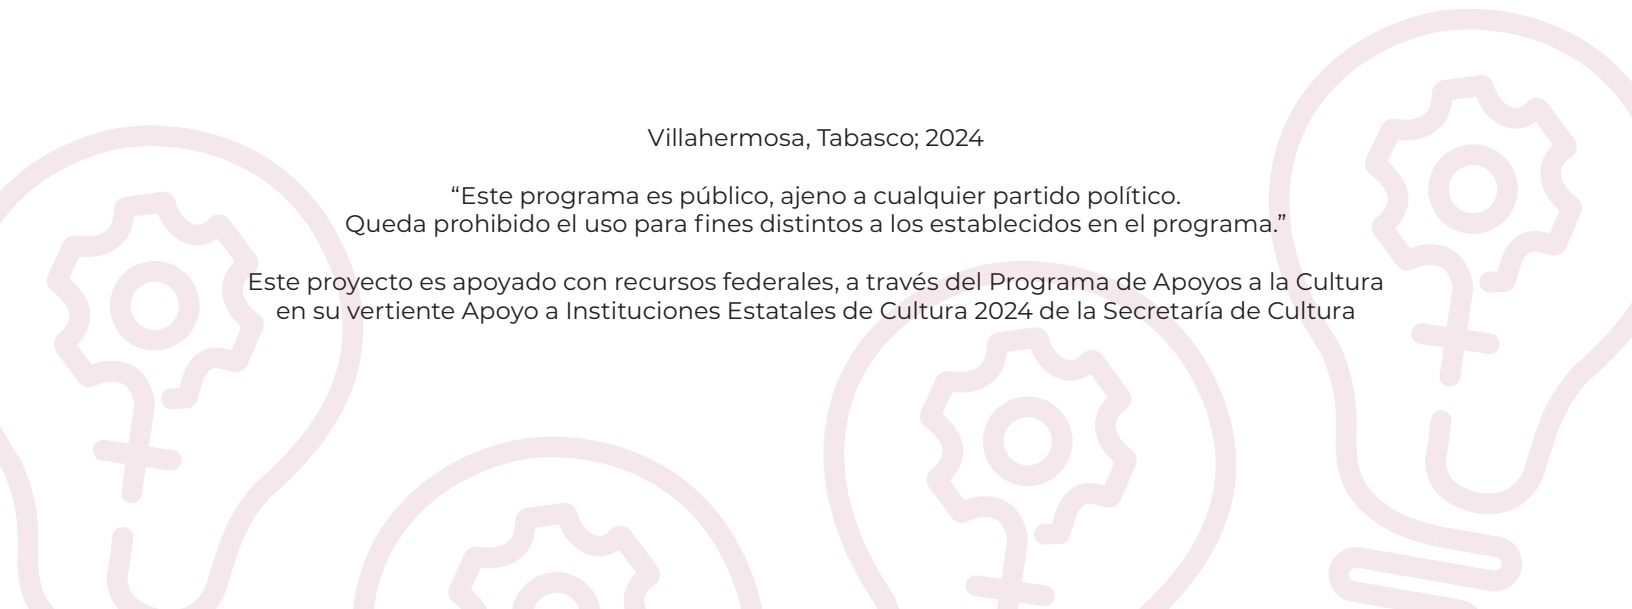 Villahermosa, Tabasco; 2024
“Este programa es público, ajeno a cualquier partido político.
Queda prohibido el uso para fines distintos a los establecidos en el programa.”
Este proyecto es apoyado con recursos federales, a través del Programa de Apoyos a la Cultura
en su vertiente Apoyo a Instituciones Estatales de Cultura 2024 de la Secretaría de Cultura